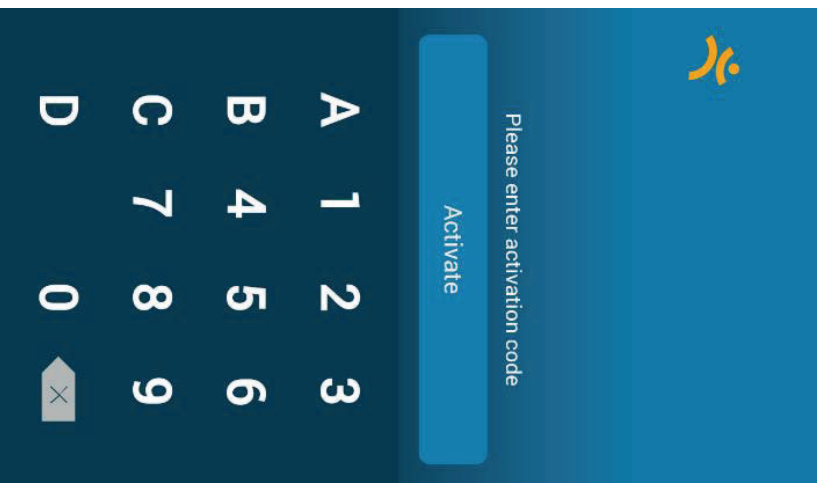 Please enter activation code
Activate
A 1 2 3
B 4 5 6
C 7 8 9
D 0